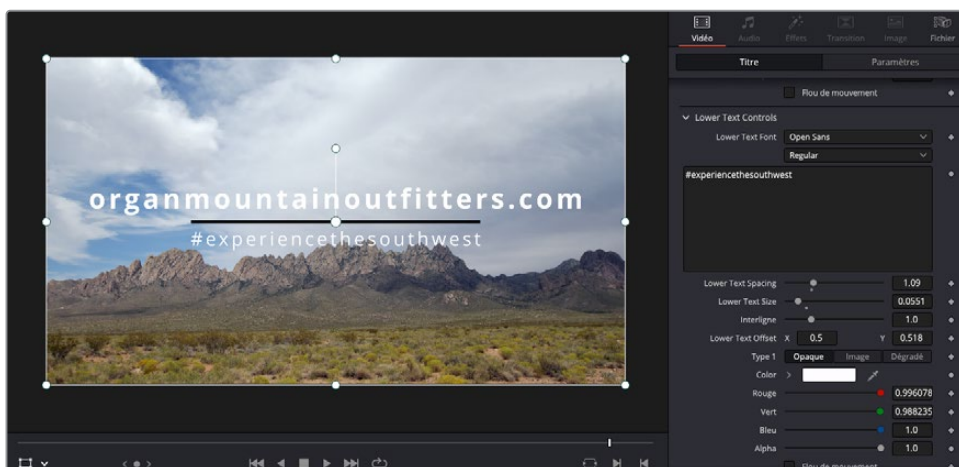 Vidéo
Audio
Effets
Transition
Image
Fichier
Titre
Paramètres
Flou de mouvement
Lower Text Controls
Lower Text Font
Open Sans
Regular
#experiencethesouthwest
organmountainoutfitters.com
#experiencethesouthwest
Lower Text Spacing 1.09
Lower Text Size 0.0551
Interligne 1.0
Lower Text Offset X 0.5 Y 0.518
Type 1 Opaque Image Dégradé
Color
Rouge 0.996078
Vert 0.988235
Bleu 1.0
Alpha 1.0
Flou de mouvement